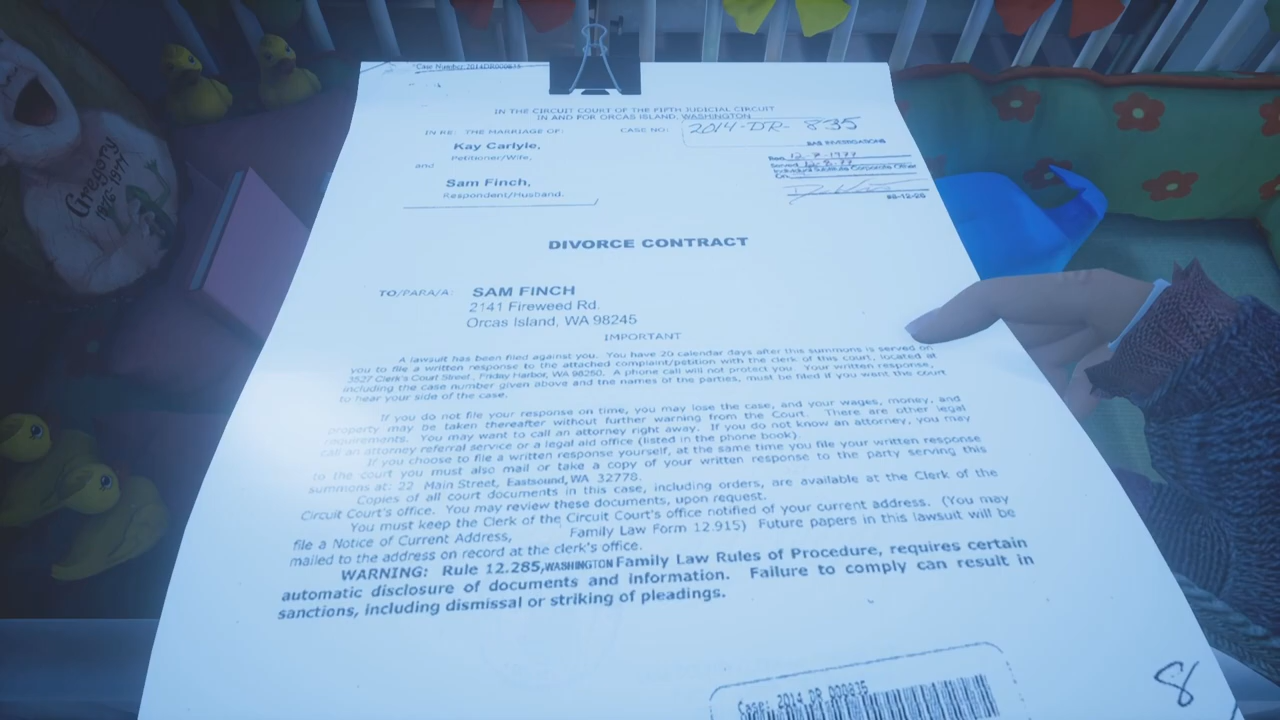 Case Number: 2014DR000835
IN THE CIRCUIT COURT OF THE FIFTH JUDICIAL CIRCUIT
IN AND FOR ORCAS ISLAND, WASHINGTON
IN RE: THE MARRIAGE OF:
CASE NO:
2014-DR- 835
Kay Carlyle,
Petitioner/Wife,
and
Sam Finch,
Respondent/Husband.
12-7-1977
Gregory
1976-1977
DIVORCE CONTRACT
TO/PARA/A: SAM FINCH
2141 Fireweed Rd.
Orcas Island, WA 98245
IMPORTANT
A lawsuit has been filed against you. You have 20 calendar days after this summons is served on
you to file a written response to the attached complaint/petition with the clerk of this court, located at
3527 Clerk's Court Street, Friday Harbor, WA 98250. A phone call will not protect you. Your written response,
including the case number given above and the names of the parties, must be filed if you want the court
to hear your side of the case.
If you do not file your response on time, you may lose the case, and your wages, money, and
property may be taken thereafter without further warning from the Court. There are other legal
requirements. You may want to call an attorney right away. If you do not know an attorney, you may
call an attorney referral service or a legal aid office (listed in the phone book).
If you choose to file a written response yourself, at the same time you file your written response
to the court you must also mail or take a copy of your written response to the party serving this
summons at: 22 Main Street, Eastsound, WA 32778.
Copies of all court documents in this case, including orders, are available at the Clerk of the
Circuit Court's office. You may review these documents, upon request.
You must keep the Clerk of the Circuit Court's office notified of your current address. (You may
file a Notice of Current Address, Family Law Form 12.915) Future papers in this lawsuit will be
mailed to the address on record at the clerk's office.
WARNING: Rule 12.285, WASHINGTON Family Law Rules of Procedure, requires certain
automatic disclosure of documents and information. Failure to comply can result in
sanctions, including dismissal or striking of pleadings.
Case: 2014 DR 000835
8